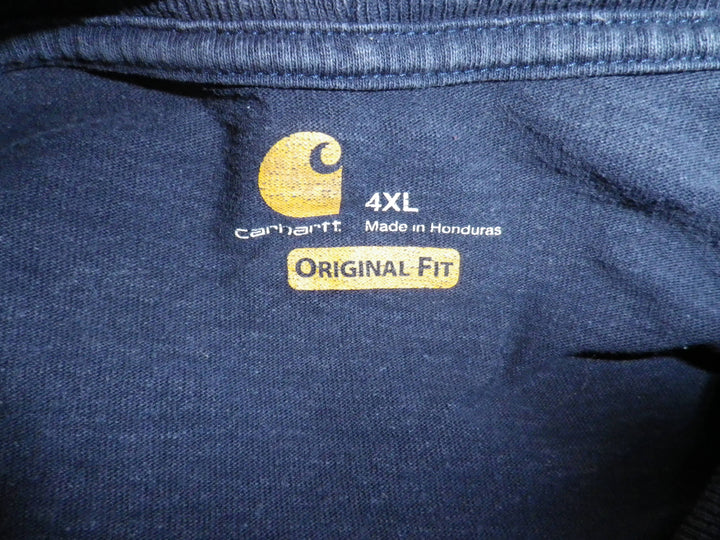 carhartt
4XL
Made in Honduras
ORIGINAL FIT